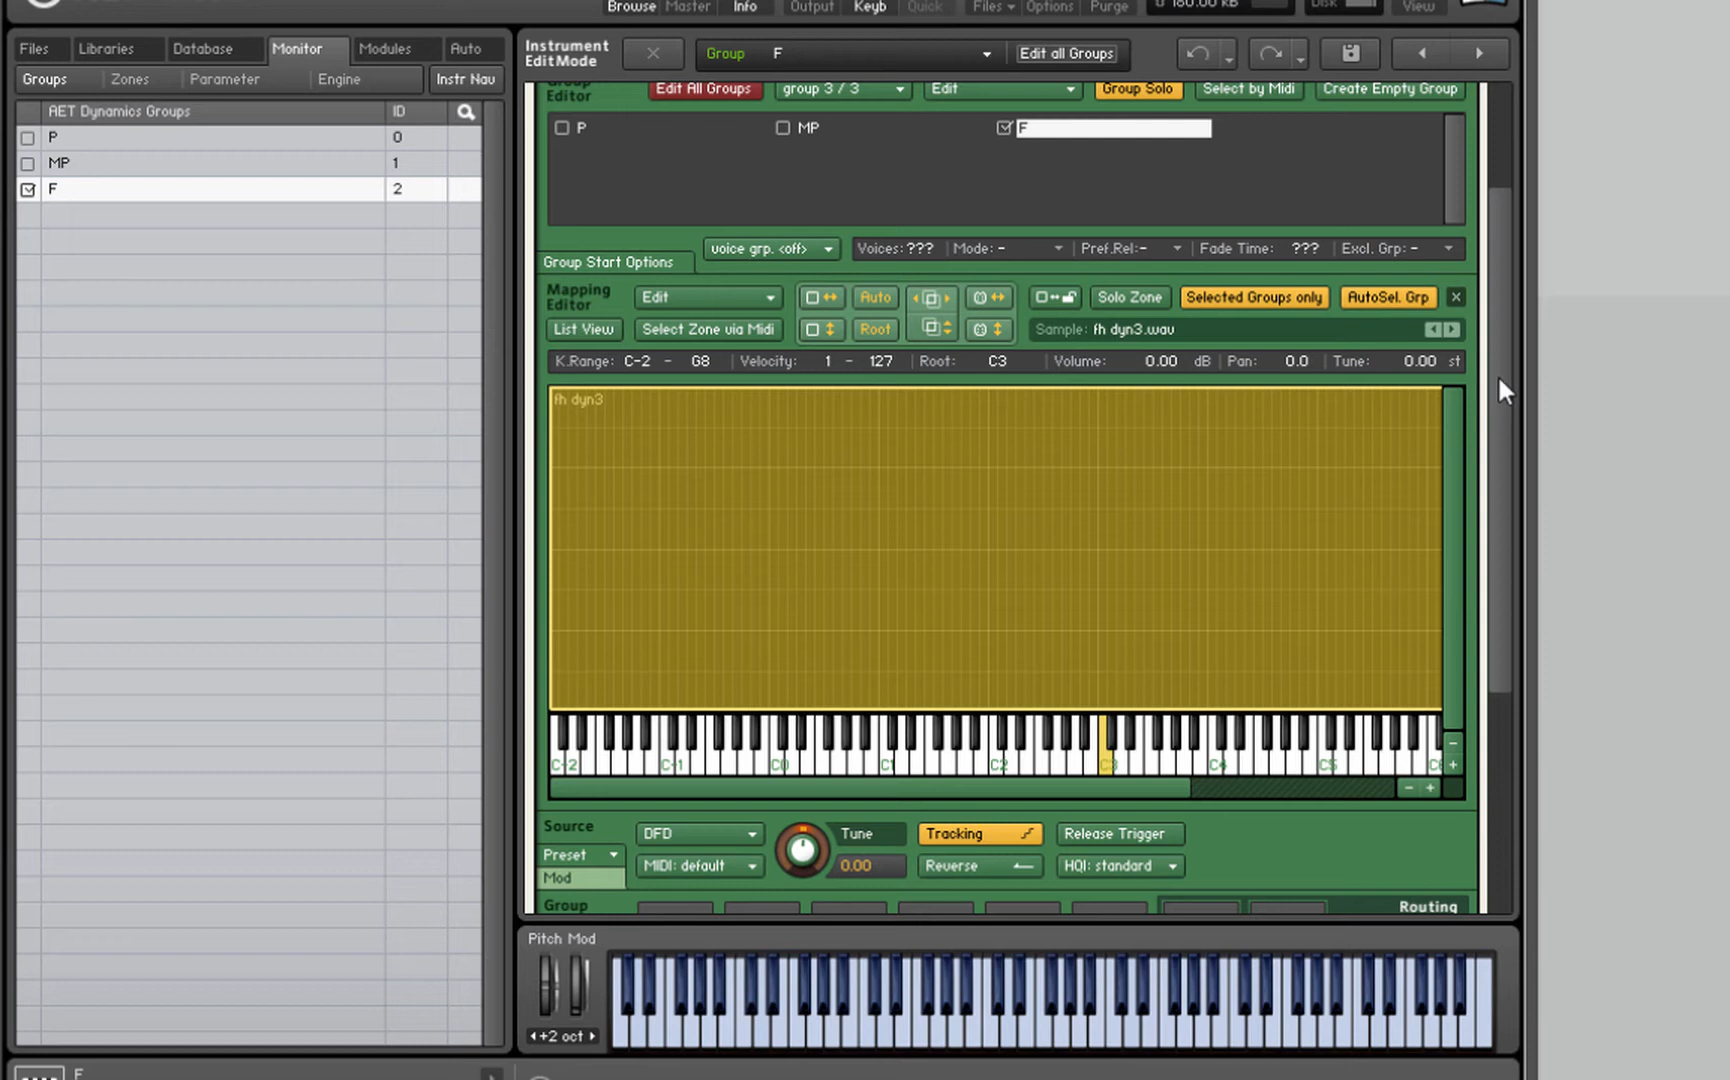 Browse Master Info Output Keyb Quick Files Options Purge 180.00 KB Disk View
Files Libraries Database Monitor Modules Auto
Groups Zones Parameter Engine Instr Nav
AET Dynamics Groups ID
P 0
MP 1
F 2
Instrument
Edit Mode
Group F Edit all Groups
Group
Editor
Edit All Groups group 3 / 3 Edit Group Solo Select by Midi Create Empty Group
P MP F
voice grp. <off> Voices: ??? Mode: - Pref.Rel:- Fade Time: ??? Excl. Grp: -
Group Start Options
Mapping
Editor
Edit Auto Solo Zone Selected Groups only AutoSel. Grp
List View Select Zone via Midi Root Sample: fh dyn3.wav
K.Range: C-2 - G8 Velocity: 1 - 127 Root: C3 Volume: 0.00 dB Pan: 0.0 Tune: 0.00 st
fh dyn3
C-2 C-1 C0 C1 C2 C3 C4 C5
Source DFD Tune Tracking Release Trigger
Preset MIDI: default 0.00 Reverse HQI: standard
Mod
Group Routing
Pitch Mod
+2 oct
F